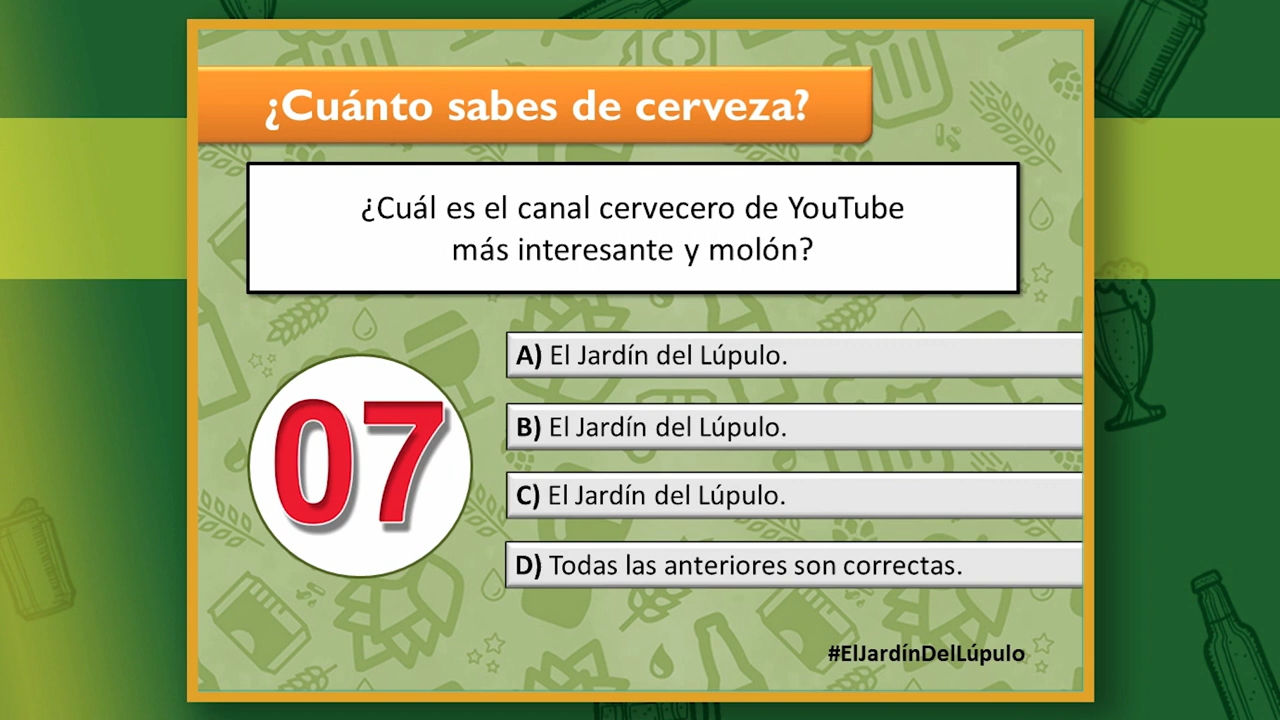 ¿Cuánto sabes de cerveza?
¿Cuál es el canal cervecero de YouTube
más interesante y molón?
07
A) El Jardín del Lúpulo.
B) El Jardín del Lúpulo.
C) El Jardín del Lúpulo.
D) Todas las anteriores son correctas.
#ElJardínDelLúpulo